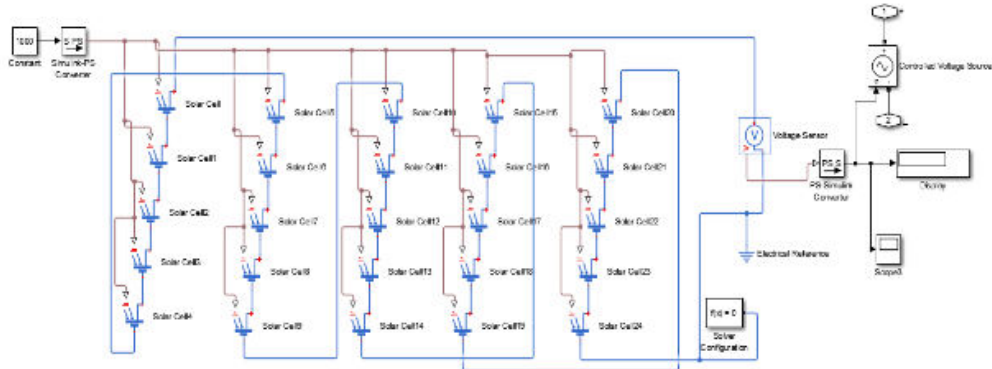 1000
Constant
S PS
Simulink-PS
Converter
Solar Cell
Solar Cell1
Solar Cell2
Solar Cell3
Solar Cell4
Solar Cell5
Solar Cell6
Solar Cell7
Solar Cell8
Solar Cell9
Solar Cell10
Solar Cell11
Solar Cell12
Solar Cell13
Solar Cell14
Solar Cell15
Solar Cell16
Solar Cell17
Solar Cell18
Solar Cell19
Solar Cell20
Solar Cell21
Solar Cell22
Solar Cell23
Solar Cell24
f(x) = 0
Solver
Configuration
V
Voltage Sensor
Electrical Reference
PS S
PS-Simulink
Converter
1
Controlled Voltage Source
2
Display
Scope3